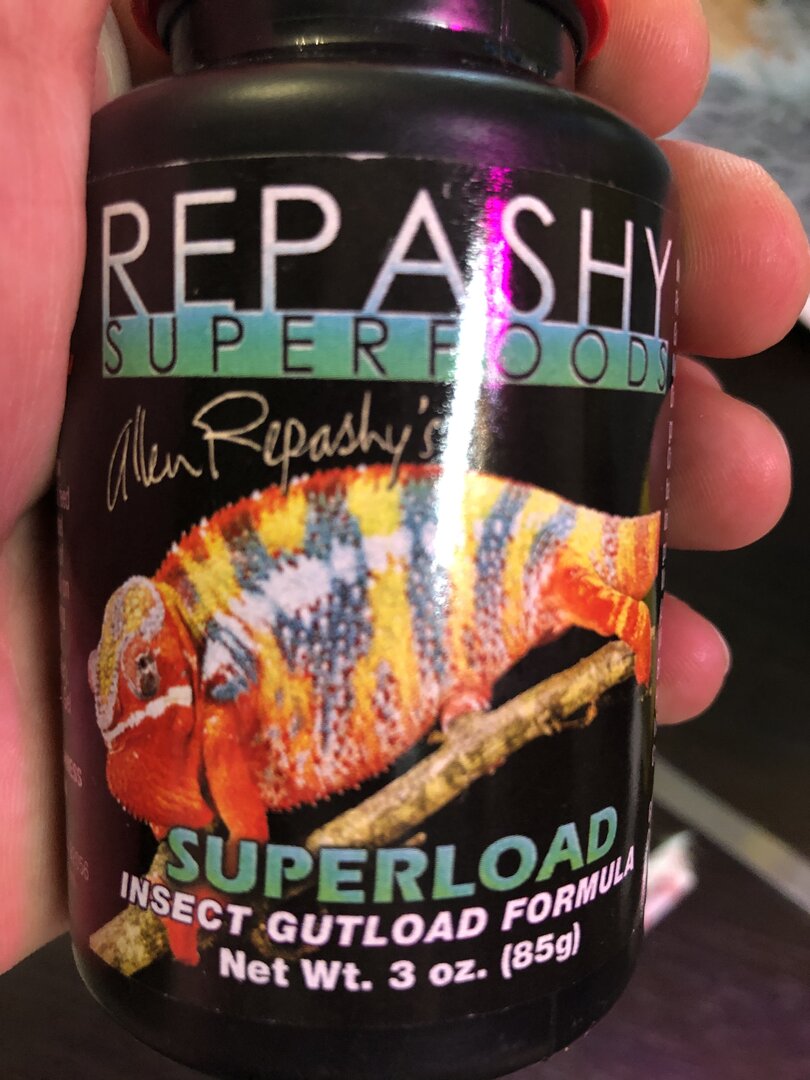 REPASHY
SUPERFOODS
Allen Repashy's
SUPERLOAD
INSECT GUTLOAD FORMULA
Net Wt. 3 oz. (85g)